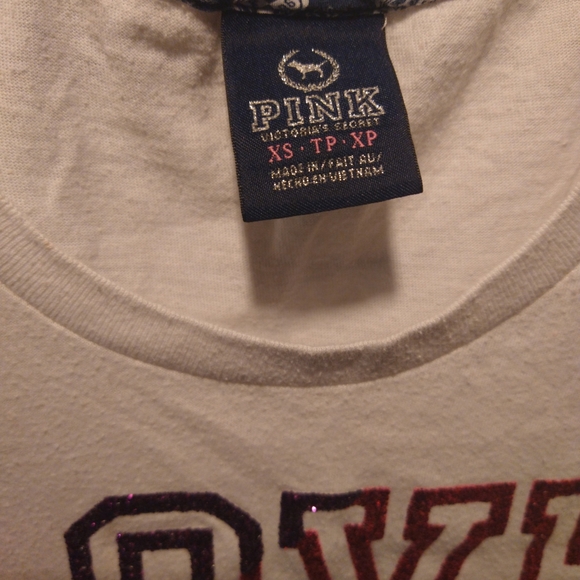 PINK
VICTORIA'S SECRET
XS · TP · XP
MADE IN/FAIT AU/
HECHO EN VIETNAM